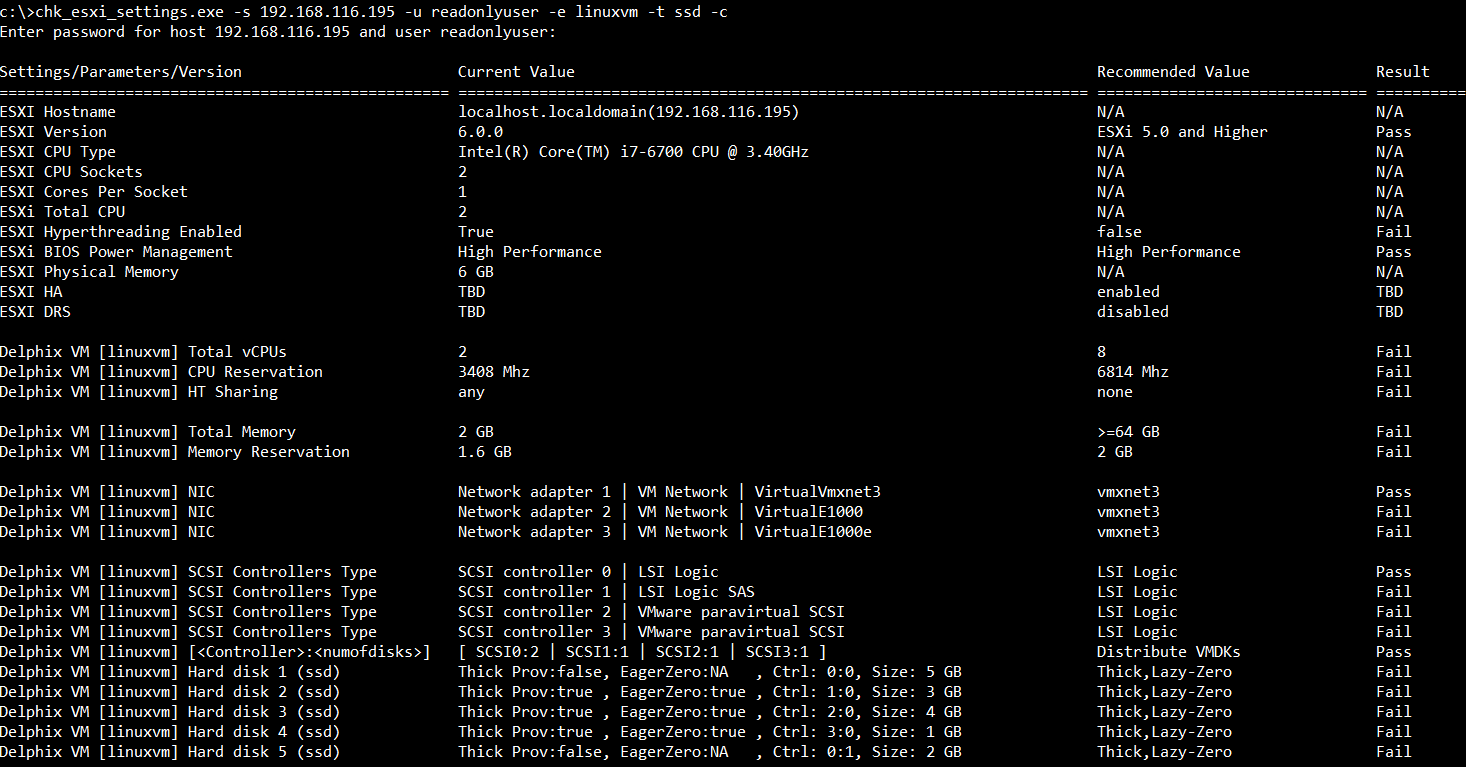 c:\>chk_esxi_settings.exe -s 192.168.116.195 -u readonlyuser -e linuxvm -t ssd -c
Enter password for host 192.168.116.195 and user readonlyuser:
Settings/Parameters/Version Current Value Recommended Value Result
================================================== ====================================================================== ============================== ==========
ESXI Hostname localhost.localdomain(192.168.116.195) N/A N/A
ESXI Version 6.0.0 ESXi 5.0 and Higher Pass
ESXI CPU Type Intel(R) Core(TM) i7-6700 CPU @ 3.40GHz N/A N/A
ESXI CPU Sockets 2 N/A N/A
ESXI Cores Per Socket 1 N/A N/A
ESXi Total CPU 2 N/A N/A
ESXI Hyperthreading Enabled True false Fail
ESXi BIOS Power Management High Performance High Performance Pass
ESXI Physical Memory 6 GB N/A N/A
ESXI HA TBD enabled TBD
ESXI DRS TBD disabled TBD
Delphix VM [linuxvm] Total vCPUs 2 8 Fail
Delphix VM [linuxvm] CPU Reservation 3408 Mhz 6814 Mhz Fail
Delphix VM [linuxvm] HT Sharing any none Fail
Delphix VM [linuxvm] Total Memory 2 GB >=64 GB Fail
Delphix VM [linuxvm] Memory Reservation 1.6 GB 2 GB Fail
Delphix VM [linuxvm] NIC Network adapter 1 | VM Network | VirtualVmxnet3 vmxnet3 Pass
Delphix VM [linuxvm] NIC Network adapter 2 | VM Network | VirtualE1000 vmxnet3 Fail
Delphix VM [linuxvm] NIC Network adapter 3 | VM Network | VirtualE1000e vmxnet3 Fail
Delphix VM [linuxvm] SCSI Controllers Type SCSI controller 0 | LSI Logic LSI Logic Pass
Delphix VM [linuxvm] SCSI Controllers Type SCSI controller 1 | LSI Logic SAS LSI Logic Fail
Delphix VM [linuxvm] SCSI Controllers Type SCSI controller 2 | VMware paravirtual SCSI LSI Logic Fail
Delphix VM [linuxvm] SCSI Controllers Type SCSI controller 3 | VMware paravirtual SCSI LSI Logic Fail
Delphix VM [linuxvm] [<Controller>:<numofdisks>] [ SCSI0:2 | SCSI1:1 | SCSI2:1 | SCSI3:1 ] Distribute VMDKs Pass
Delphix VM [linuxvm] Hard disk 1 (ssd) Thick Prov:false, EagerZero:NA , Ctrl: 0:0, Size: 5 GB Thick,Lazy-Zero Fail
Delphix VM [linuxvm] Hard disk 2 (ssd) Thick Prov:true , EagerZero:true , Ctrl: 1:0, Size: 3 GB Thick,Lazy-Zero Fail
Delphix VM [linuxvm] Hard disk 3 (ssd) Thick Prov:true , EagerZero:true , Ctrl: 2:0, Size: 4 GB Thick,Lazy-Zero Fail
Delphix VM [linuxvm] Hard disk 4 (ssd) Thick Prov:true , EagerZero:true , Ctrl: 3:0, Size: 1 GB Thick,Lazy-Zero Fail
Delphix VM [linuxvm] Hard disk 5 (ssd) Thick Prov:false, EagerZero:NA , Ctrl: 0:1, Size: 2 GB Thick,Lazy-Zero Fail